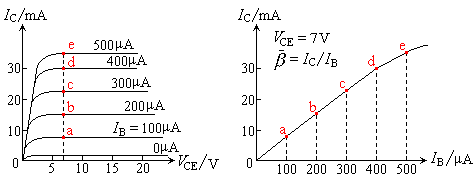 I_C/mA
30
20
10
0
5
10
15
20
V_CE/V
e
d
c
b
a
500μA
400μA
300μA
200μA
I_B=100μA
0μA
I_C/mA
V_CE=7V
β̄=I_C/I_B
30
20
10
0
100
200
300
400
500
I_B/μA
a
b
c
d
e